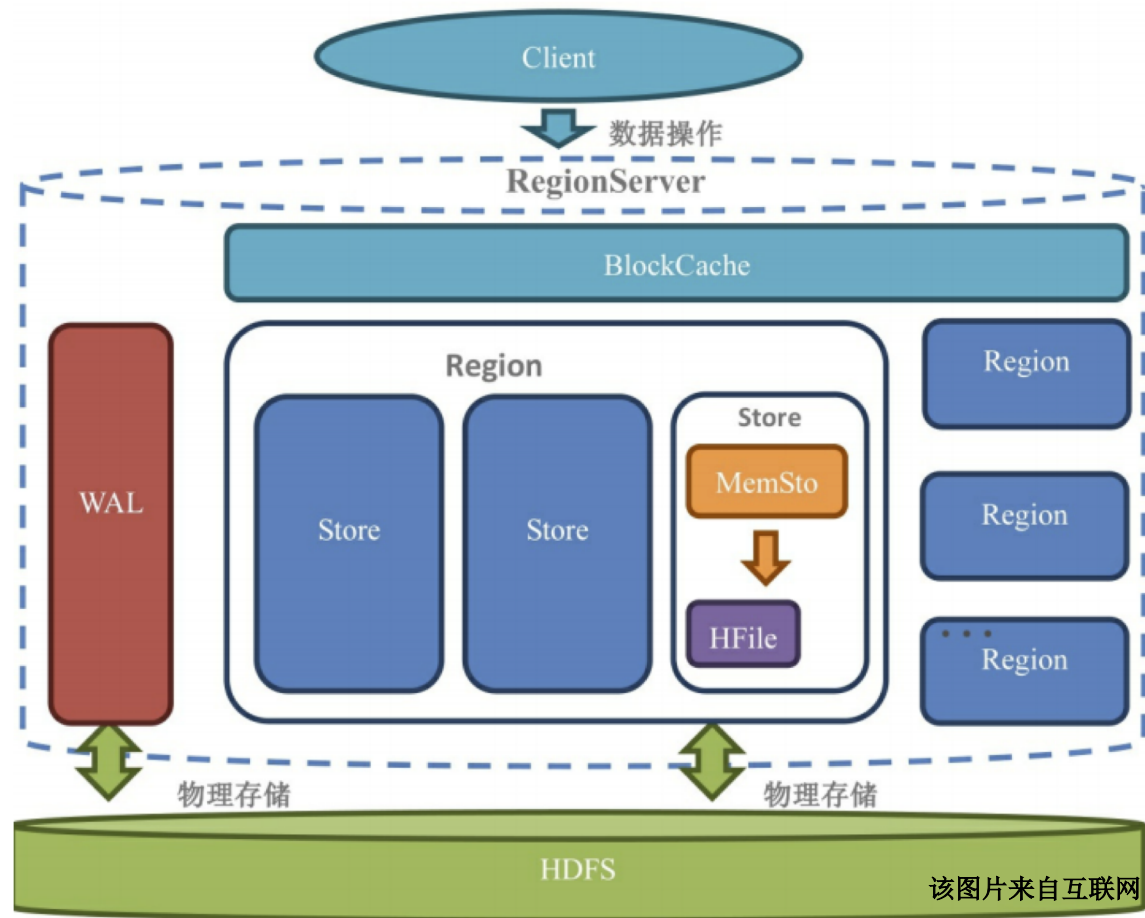 Client
数据操作
RegionServer
BlockCache
WAL
Region
Store
Store
Store
MemSto
HFile
Region
Region
...
Region
物理存储
物理存储
HDFS
该图片来自互联网